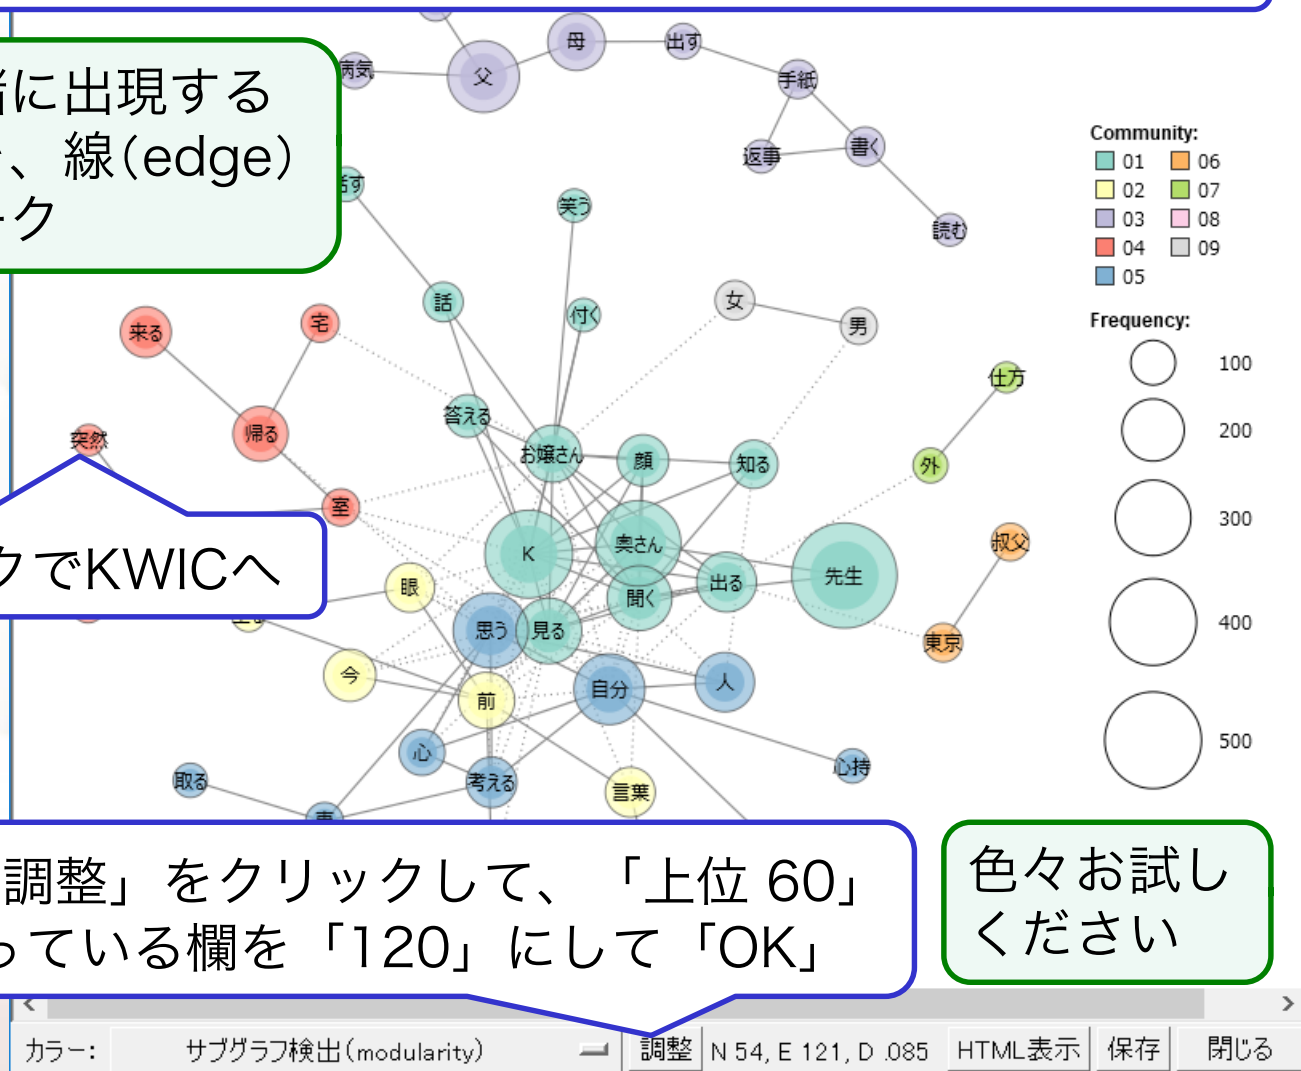 母
出す
病気
父
手紙
緒に出現する
、線(edge)
ーク
返事
書く
話す
笑う
読む
Community:
01 06
02 07
03 08
04 09
05
Frequency:
100
200
300
400
500
話
付く
女
男
来る
宅
仕方
答える
突然
帰る
お嬢さん
顔
知る
外
室
K
奥さん
叔父
クでKWICへ
眼
聞く
出る
先生
思う
見る
東京
今
前
自分
人
心
心持
取る
考える
言葉
調整」をクリックして、「上位 60」
っている欄を「120」にして「OK」
色々お試し
ください
カラー: サブグラフ検出(modularity) 調整 N 54, E 121, D .085 HTML表示 保存 閉じる